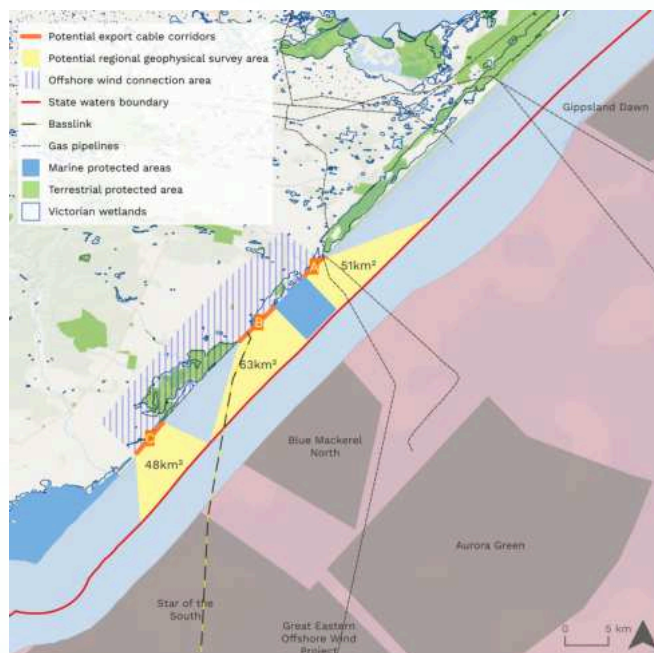 Potential export cable corridors
Potential regional geophysical survey area
Offshore wind connection area
State waters boundary
Basslink
Gas pipelines
Marine protected areas
Terrestrial protected area
Victorian wetlands
Gippsland Dawn
A
51km²
B
63km²
C
48km²
Blue Mackerel
North
Aurora Green
Star of the
South
Great Eastern
Offshore Wind
Project
0 5 km